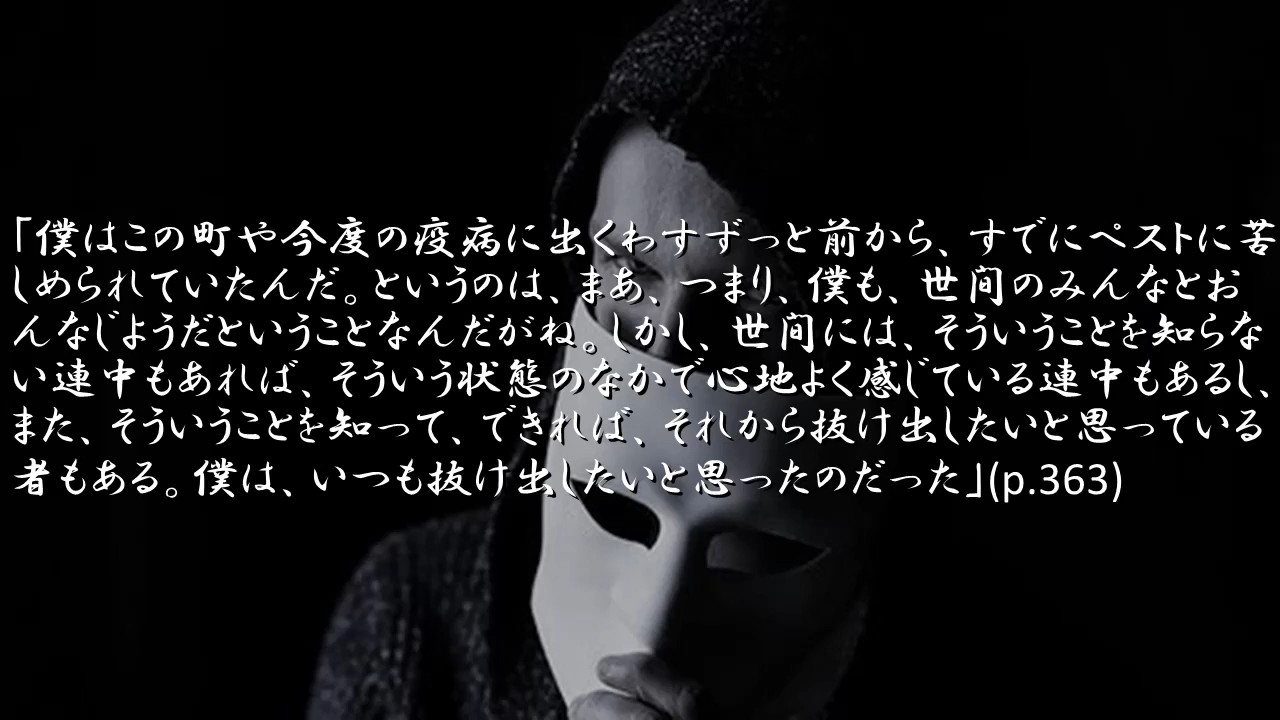 「僕はこの町や今度の疫病に出くわすずっと前から、すでにペストに苦
しめられていたんだ。というのは、まあ、つまり、僕も、世間のみんなとお
んなじようだということなんだがね。しかし、世間には、そういうことを知らな
い連中もあれば、そういう状態のなかで心地よく感じている連中もあるし、
また、そういうことを知って、できれば、それから抜け出したいと思っている
者もある。僕は、いつも抜け出したいと思ったのだった」(p.363)